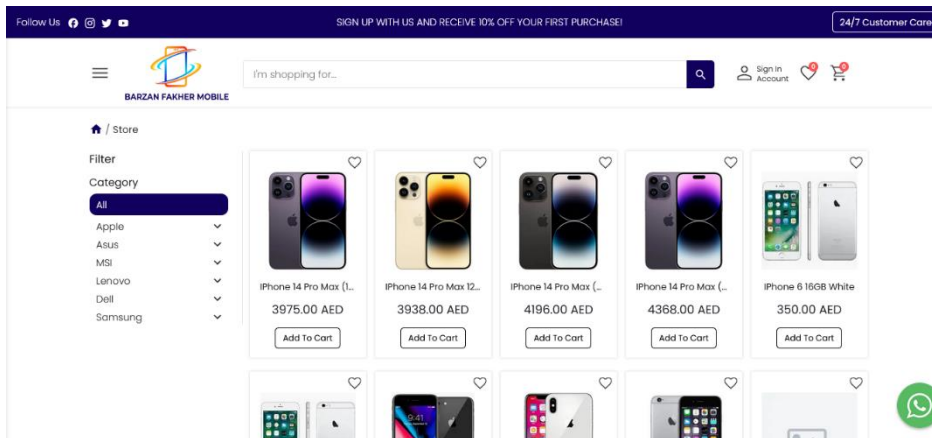 Follow Us
SIGN UP WITH US AND RECEIVE 10% OFF YOUR FIRST PURCHASE!
24/7 Customer Care
BARZAN FAKHER MOBILE
I'm shopping for...
Sign In
Account
0
0
/ Store
Filter
Category
All
Apple
Asus
MSI
Lenovo
Dell
Samsung
IPhone 14 Pro Max (1...
3975.00 AED
Add To Cart
IPhone 14 Pro Max 12...
3938.00 AED
Add To Cart
IPhone 14 Pro Max (...
4196.00 AED
Add To Cart
IPhone 14 Pro Max (...
4368.00 AED
Add To Cart
IPhone 6 16GB White
350.00 AED
Add To Cart
9:41